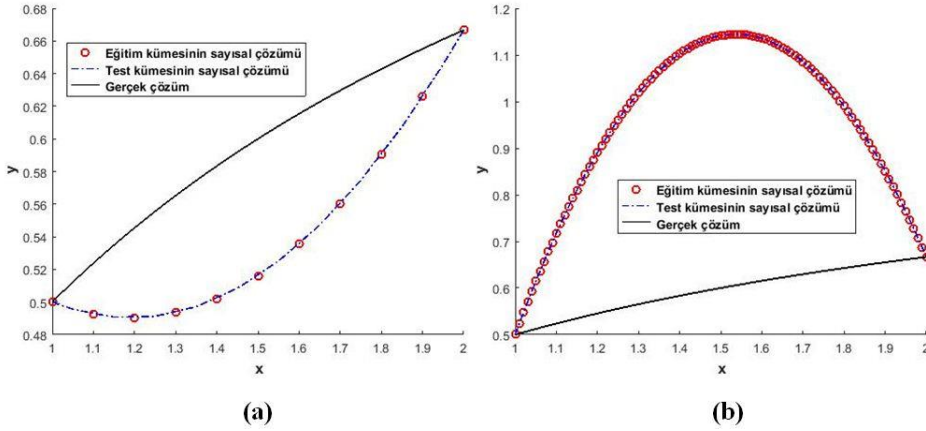 0.68
0.66
0.64
0.62
0.6
0.58
0.56
0.54
0.52
0.5
0.48
y
Eğitim kümesinin sayısal çözümü
Test kümesinin sayısal çözümü
Gerçek çözüm
1 1.1 1.2 1.3 1.4 1.5 1.6 1.7 1.8 1.9 2
x
(a)
1.2
1.1
1
0.9
0.8
0.7
0.6
0.5
y
Eğitim kümesinin sayısal çözümü
Test kümesinin sayısal çözümü
Gerçek çözüm
1 1.1 1.2 1.3 1.4 1.5 1.6 1.7 1.8 1.9 2
x
(b)